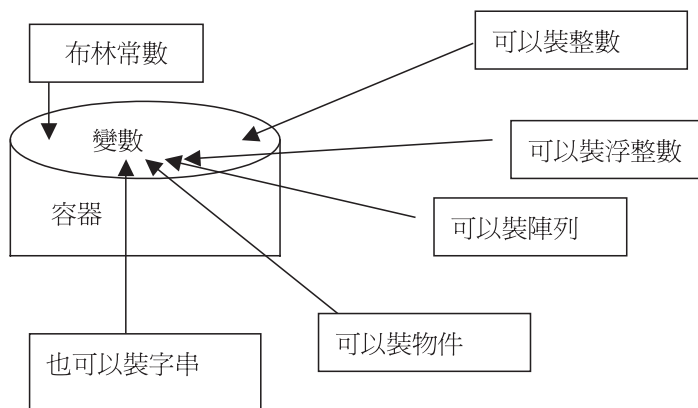 可以裝整數
布林常數
變數
可以裝浮整數
容器
可以裝陣列
可以裝物件
也可以裝字串